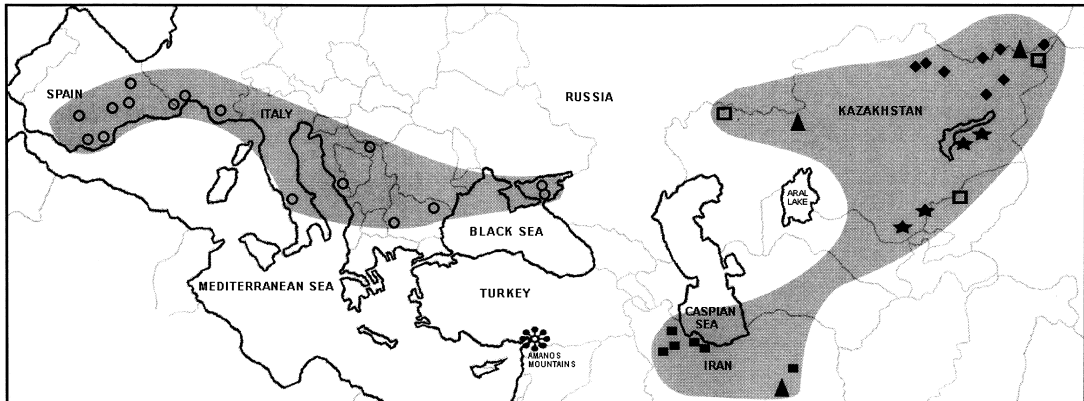 SPAIN
ITALY
RUSSIA
KAZAKHSTAN
ARAL
LAKE
BLACK SEA
MEDITERRANEAN SEA
TURKEY
CASPIAN
SEA
AMANOS
MOUNTAINS
IRAN